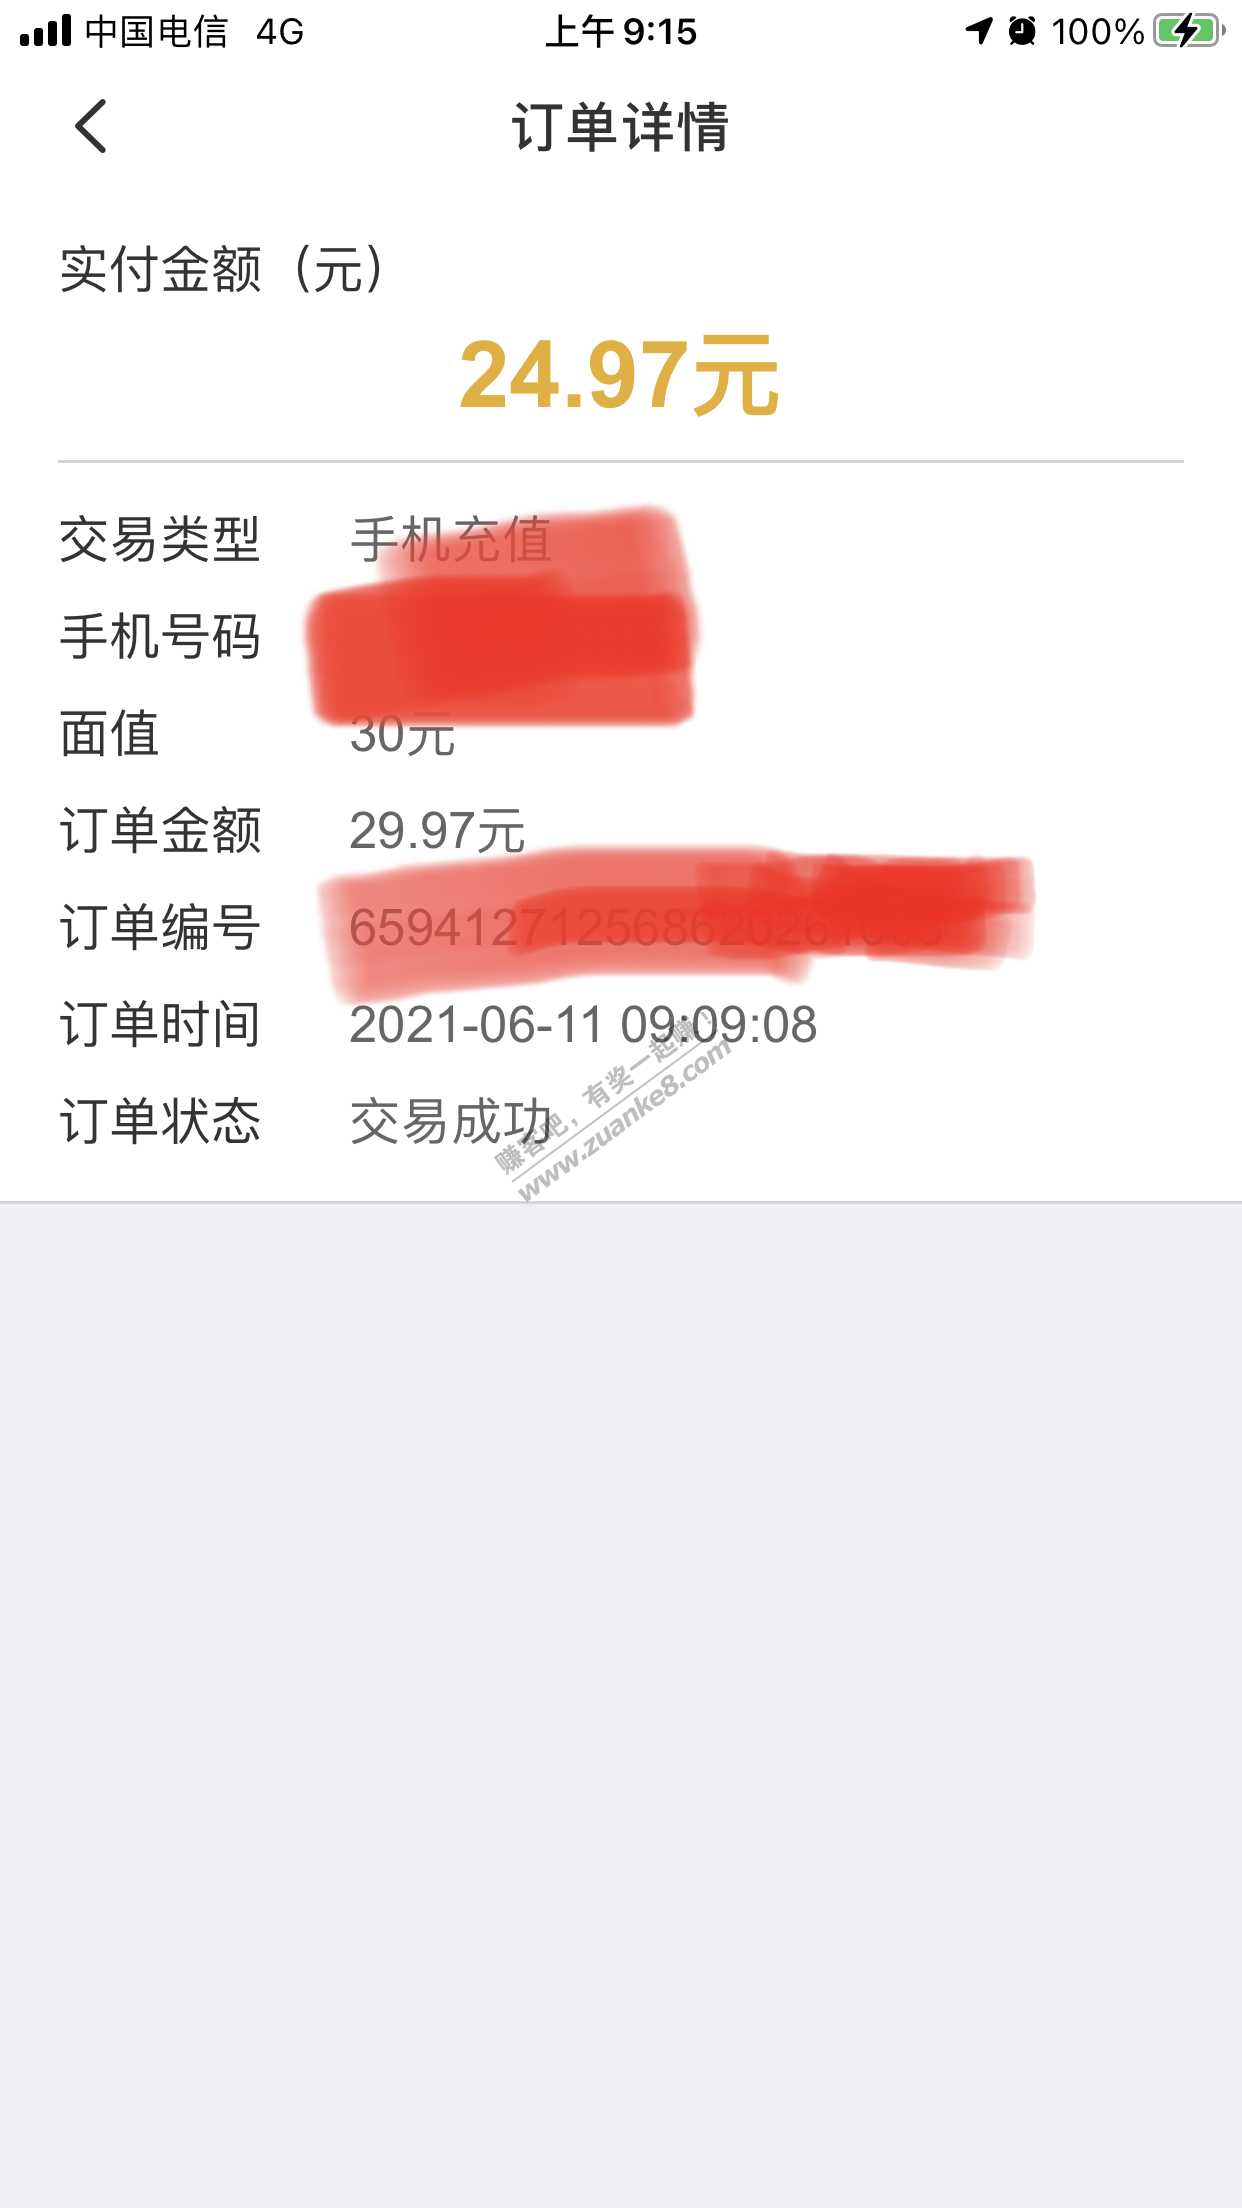 中国电信 4G 上午 9:15 100%
订单详情
实付金额（元）
24.97元
交易类型 手机充值
手机号码
面值 30元
订单金额 29.97元
订单编号
订单时间 2021-06-11 09:09:08
订单状态 交易成功
赚客吧，有奖一起赚！
www.zuanke8.com